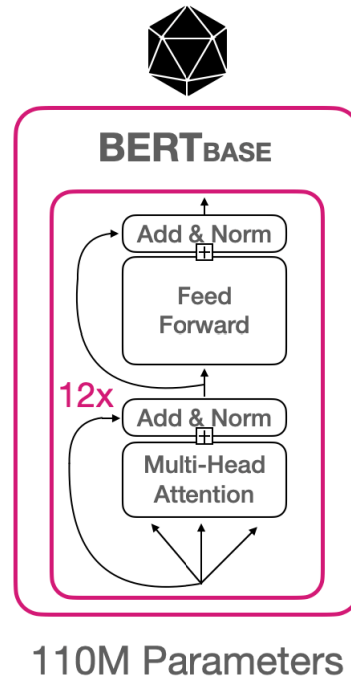 BERTBASE
Add & Norm
Feed
Forward
12x
Add & Norm
Multi-Head
Attention
110M Parameters